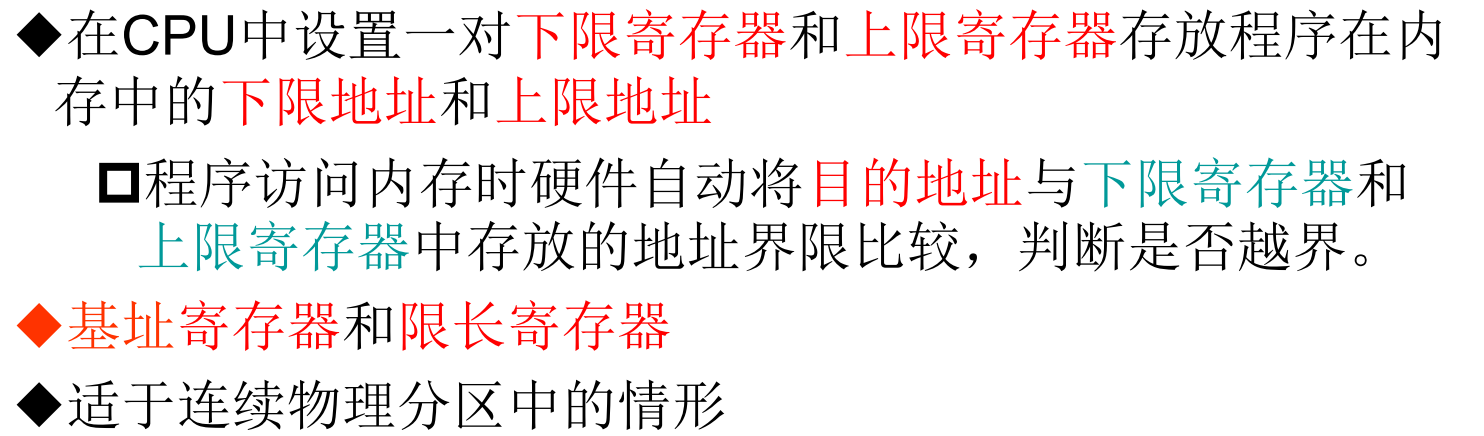 ◆在CPU中设置一对下限寄存器和上限寄存器存放程序在内
存中的下限地址和上限地址
程序访问内存时硬件自动将目的地址与下限寄存器和
上限寄存器中存放的地址界限比较，判断是否越界。
◆基址寄存器和限长寄存器
◆适于连续物理分区中的情形